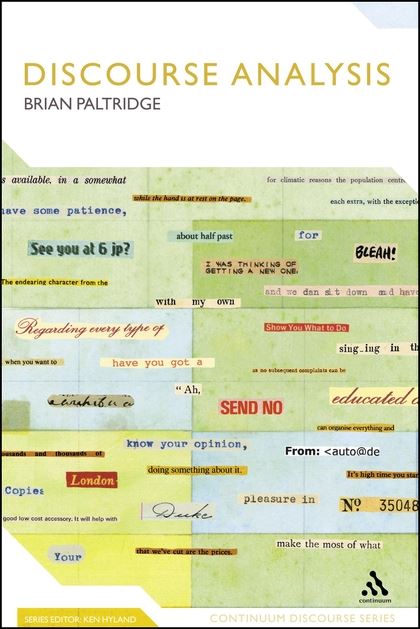 DISCOURSE ANALYSIS
BRIAN PALTRIDGE
s available. in a somewhat
for climatic reasons the population centre
while the hand is at rest on the page.
each extra, with the exceptio
have some patience,
about half past
for
See you at 6 jp?
BLEAH!
I WAS THINKING OF
GETTING A NEW ONE.
The endearing character from the
and we can sit down and have
with my own
Regarding every type of
Show You What to Do
sing..ing in th
when you want to
have you got a
as no subsequent complaints can be
“Ah,
educated a
SEND NO
can organise everything and
know your opinion,
From: <auto@de
ousands and thousands of
doing something about it.
It's high time you star
London
Copies
pleasure in
Nº 35048
good low cost accessory. It will help with
Duke
make the most of what
Your
that we've cut are the prices.
continuum
SERIES EDITOR: KEN HYLAND
CONTINUUM DISCOURSE SERIES